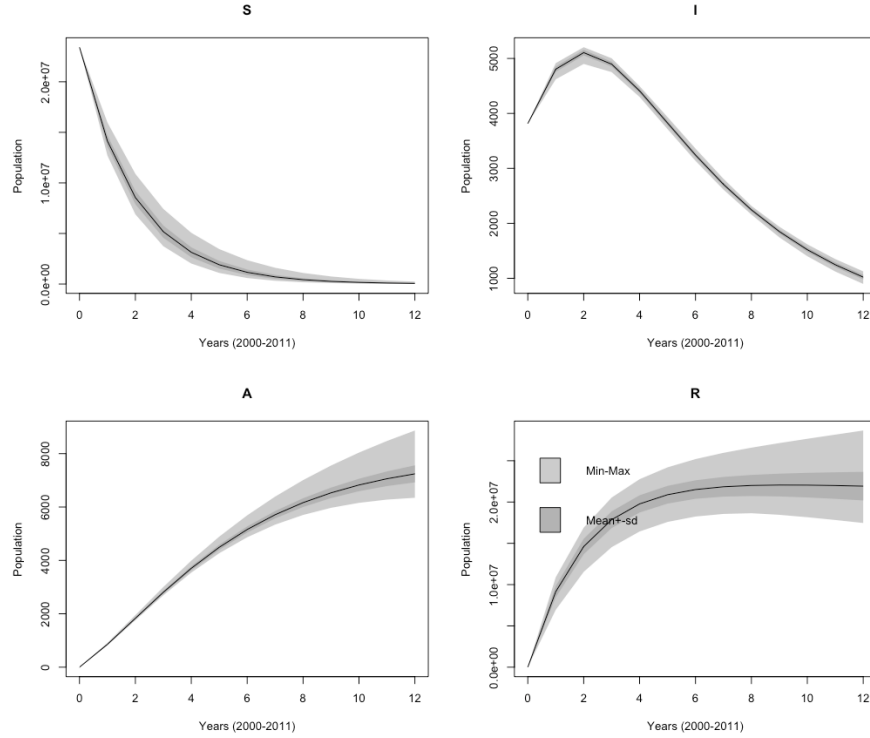 S
Population
0.0e+00
1.0e+07
2.0e+07
0 2 4 6 8 10 12
Years (2000-2011)
I
Population
1000
2000
3000
4000
5000
0 2 4 6 8 10 12
Years (2000-2011)
A
Population
0
2000
4000
6000
8000
0 2 4 6 8 10 12
Years (2000-2011)
R
Population
0.0e+00
1.0e+07
2.0e+07
Min-Max
Mean+-sd
0 2 4 6 8 10 12
Years (2000-2011)